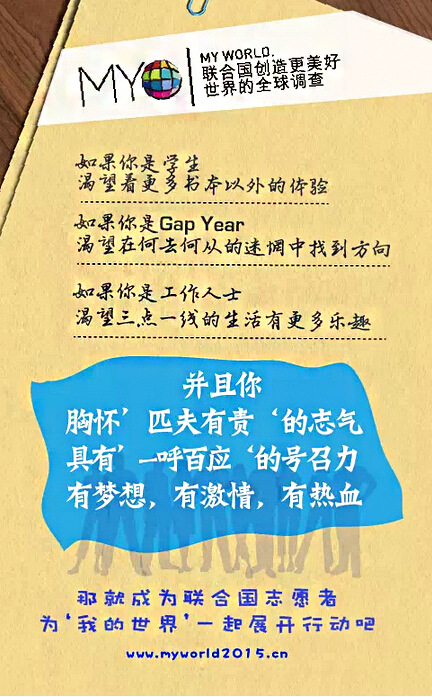 MY
MY WORLD.
联合国创造更美好
世界的全球调查
如果你是学生
渴望着更多书本以外的体验
如果你是Gap Year
渴望在何去何从的迷惘中找到方向
如果你是工作人士
渴望三点一线的生活有更多乐趣
并且你
胸怀’匹夫有责‘的志气
具有’一呼百应‘的号召力
有梦想，有激情，有热血
那就成为联合国志愿者
为‘我的世界’一起展开行动吧
www.myworld2015.cn